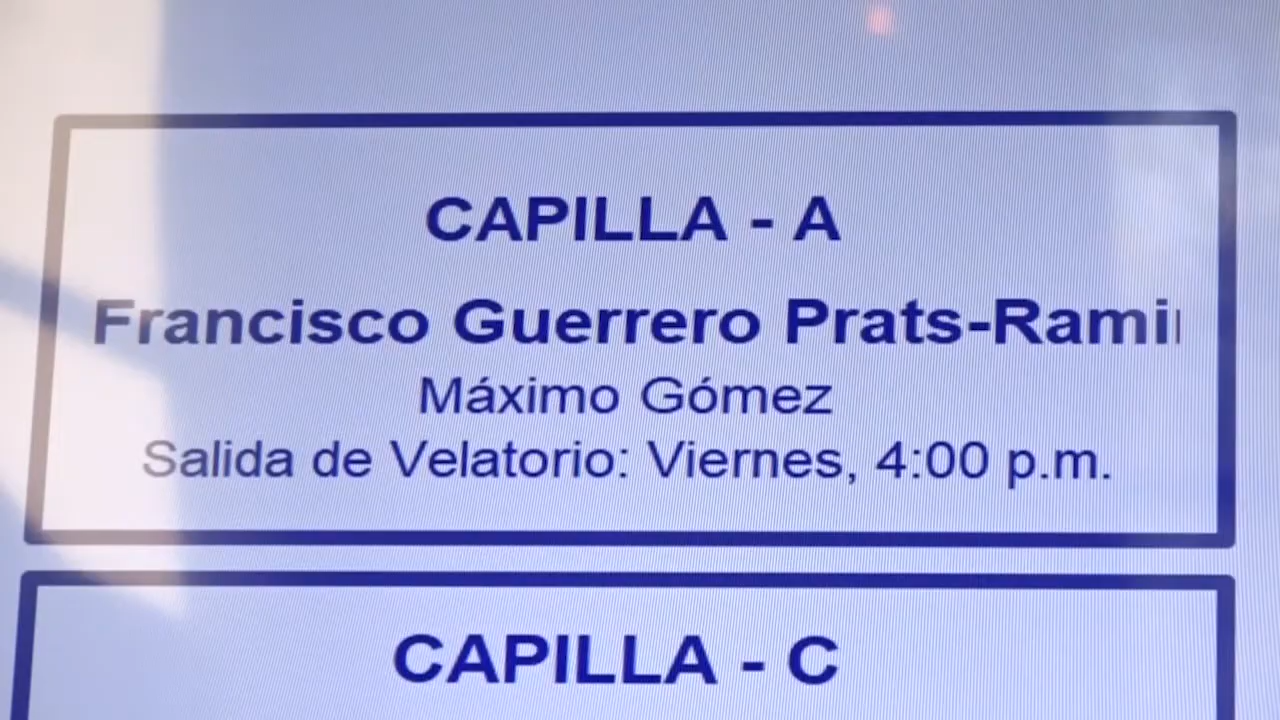 CAPILLA - A
Francisco Guerrero Prats-Rami
Máximo Gómez
Salida de Velatorio: Viernes, 4:00 p.m.
CAPILLA - C